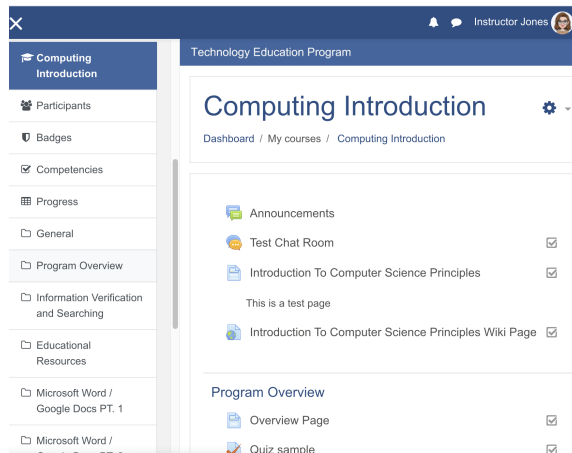 Instructor Jones
Computing
Introduction
Participants
Badges
Competencies
Progress
General
Program Overview
Information Verification
and Searching
Educational
Resources
Microsoft Word /
Google Docs PT. 1
Microsoft Word /
Technology Education Program
Computing Introduction
Dashboard / My courses / Computing Introduction
Announcements
Test Chat Room
Introduction To Computer Science Principles
This is a test page
Introduction To Computer Science Principles Wiki Page
Program Overview
Overview Page
Quiz sample